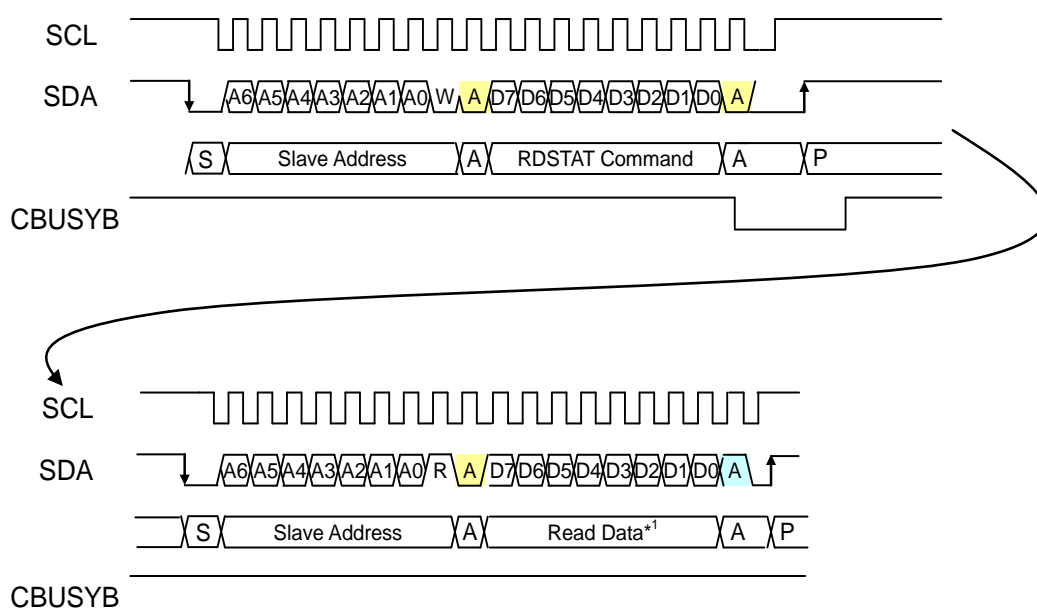 SCL
SDA A6 A5 A4 A3 A2 A1 A0 W A D7 D6 D5 D4 D3 D2 D1 D0 A
S Slave Address A RDSTAT Command A P
CBUSYB
SCL
SDA A6 A5 A4 A3 A2 A1 A0 R A D7 D6 D5 D4 D3 D2 D1 D0 A
S Slave Address A Read Data*1 A P
CBUSYB